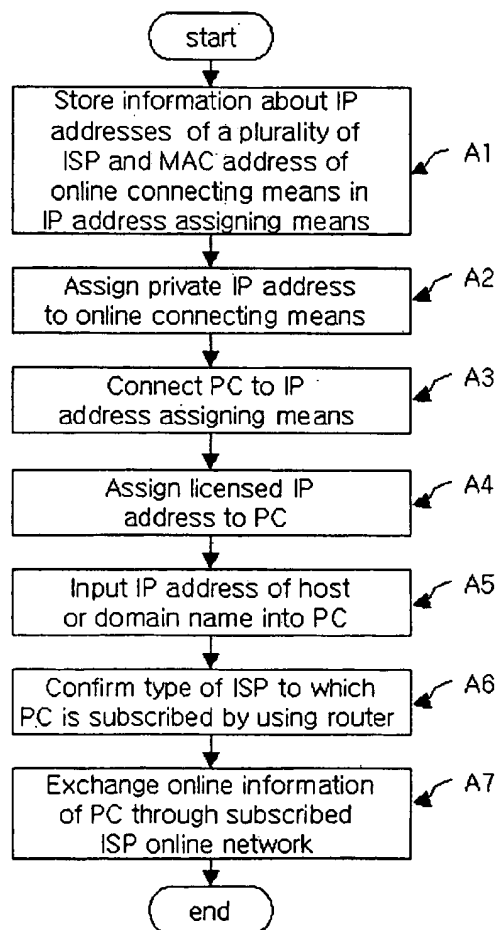 start
Store information about IP
addresses of a plurality of
ISP and MAC address of
online connecting means in
IP address assigning means
A1
Assign private IP address
to online connecting means
A2
Connect PC to IP
address assigning means
A3
Assign licensed IP
address to PC
A4
Input IP address of host
or domain name into PC
A5
Confirm type of ISP to which
PC is subscribed by using router
A6
Exchange online information
of PC through subscribed
ISP online network
A7
end